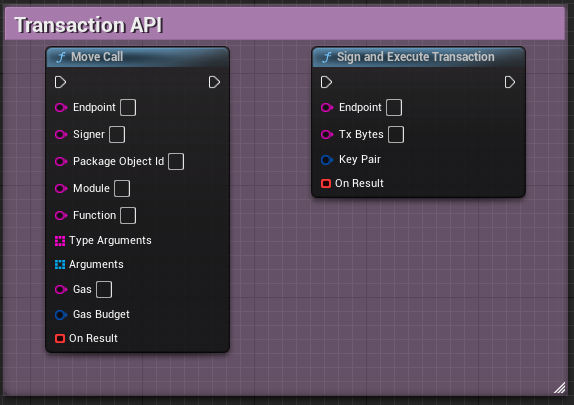 Transaction API
Move Call
Endpoint
Signer
Package Object Id
Module
Function
Type Arguments
Arguments
Gas
Gas Budget
On Result
Sign and Execute Transaction
Endpoint
Tx Bytes
Key Pair
On Result